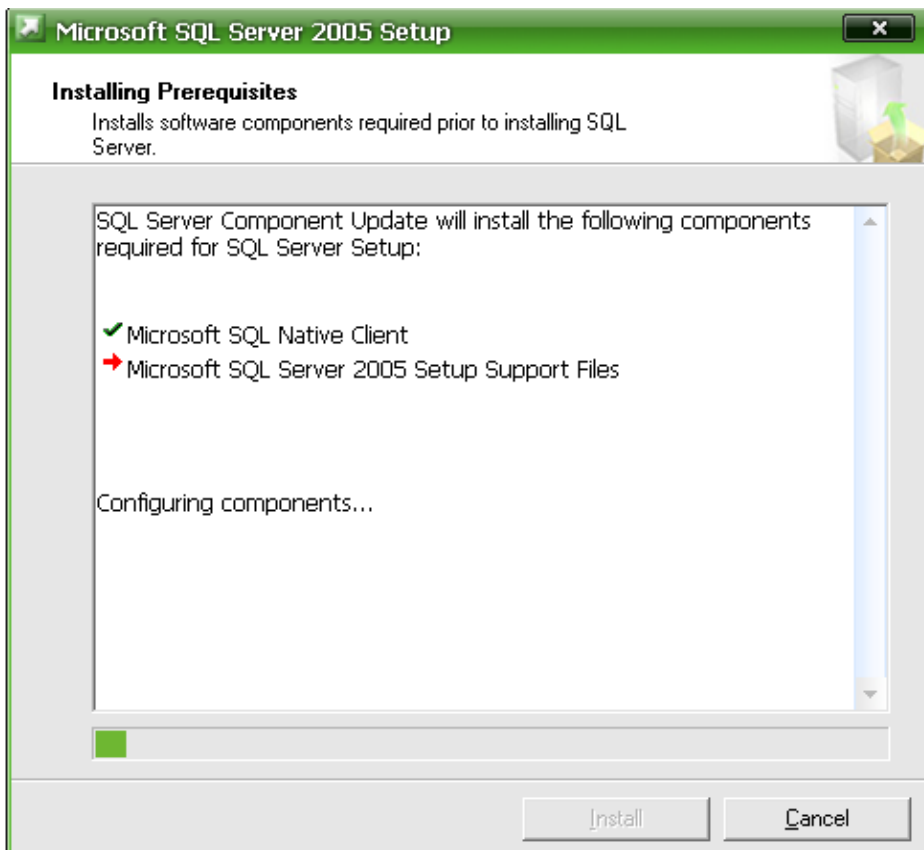 Microsoft SQL Server 2005 Setup
Installing Prerequisites
Installs software components required prior to installing SQL
Server.
SQL Server Component Update will install the following components
required for SQL Server Setup:
Microsoft SQL Native Client
Microsoft SQL Server 2005 Setup Support Files
Configuring components...
Install
Cancel